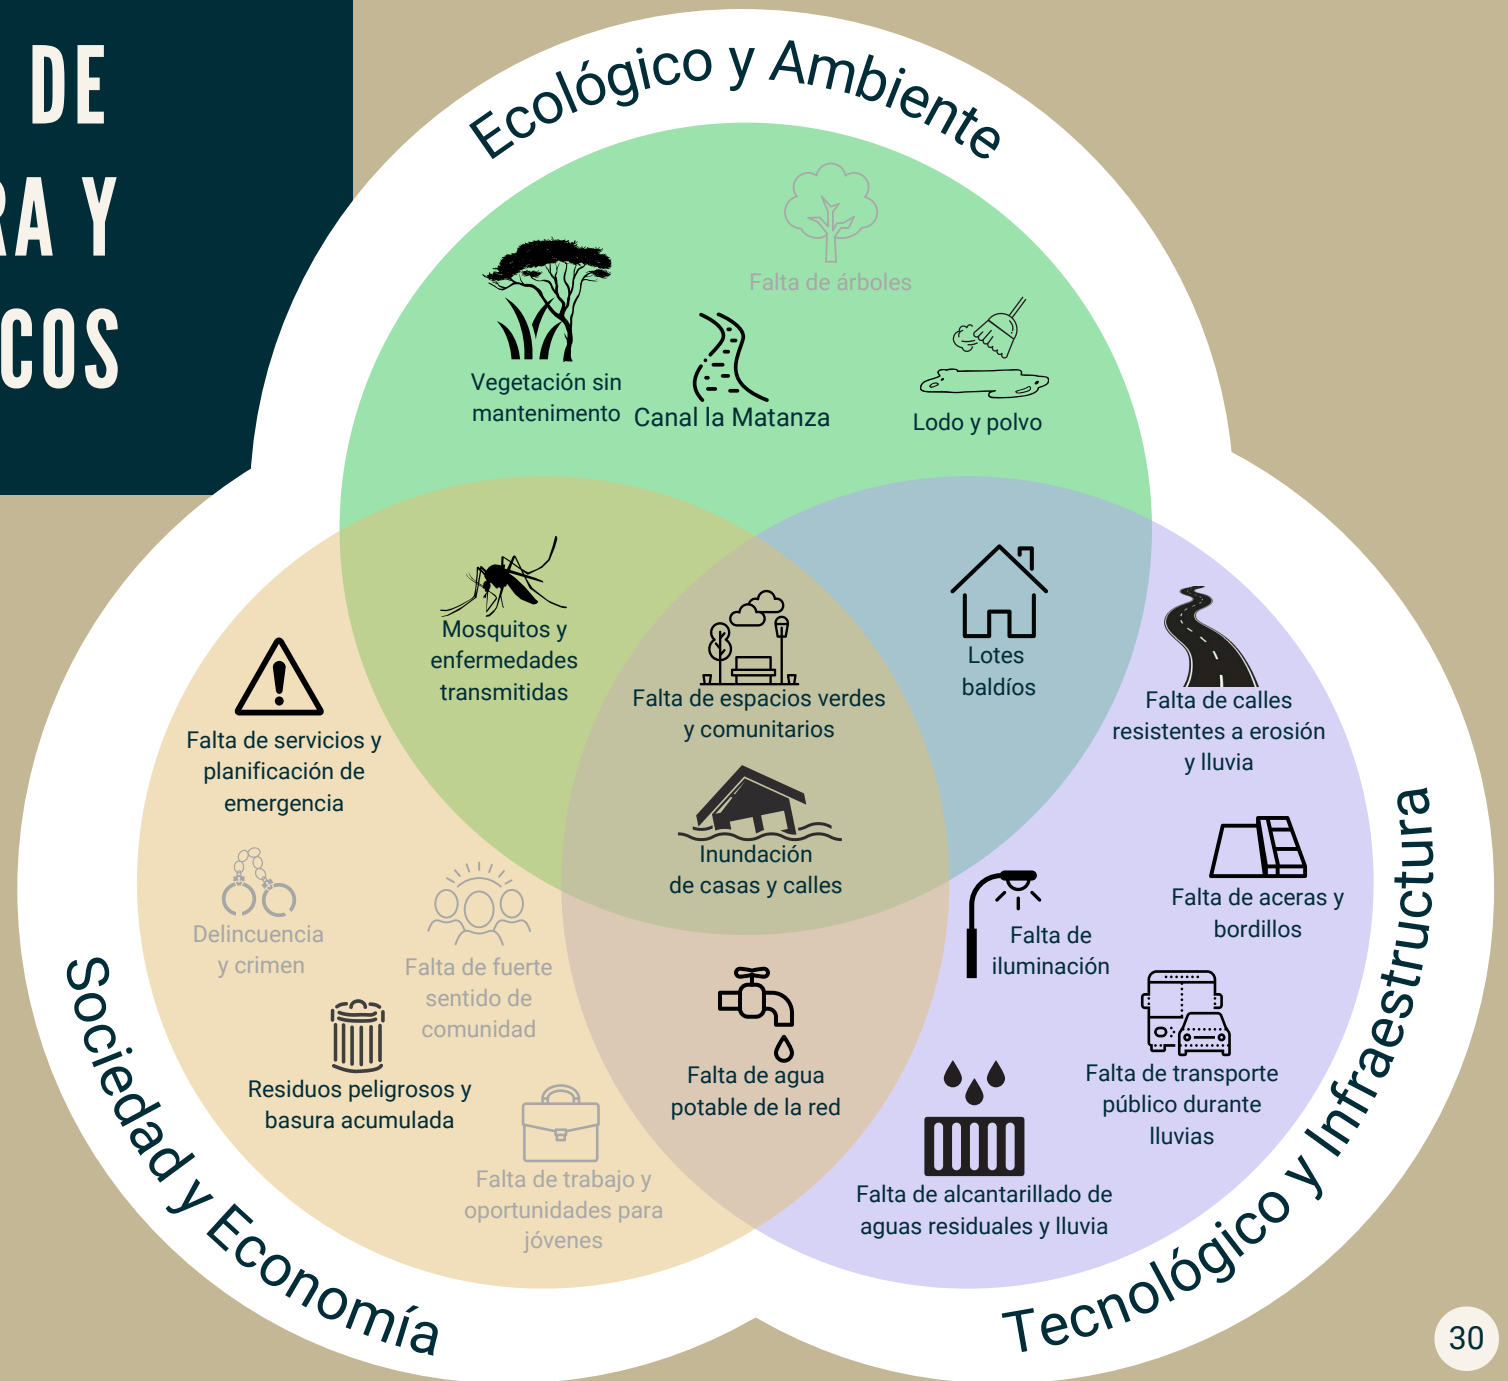 DE
RA Y
COS
Ecológico y Ambiente
Falta de árboles
Vegetación sin
mantenimento
Canal la Matanza
Lodo y polvo
Mosquitos y
enfermedades
transmitidas
Falta de espacios verdes
y comunitarios
Lotes
baldíos
Falta de calles
resistentes a erosión
y lluvia
Falta de servicios y
planificación de
emergencia
Inundación
de casas y calles
Falta de aceras y
bordillos
Delincuencia
y crimen
Falta de fuerte
sentido de
comunidad
Falta de
iluminación
Residuos peligrosos y
basura acumulada
Falta de agua
potable de la red
Falta de transporte
público durante
lluvias
Falta de trabajo y
oportunidades para
jóvenes
Falta de alcantarillado de
aguas residuales y lluvia
Sociedad y Economía
Tecnológico y Infraestructura
30